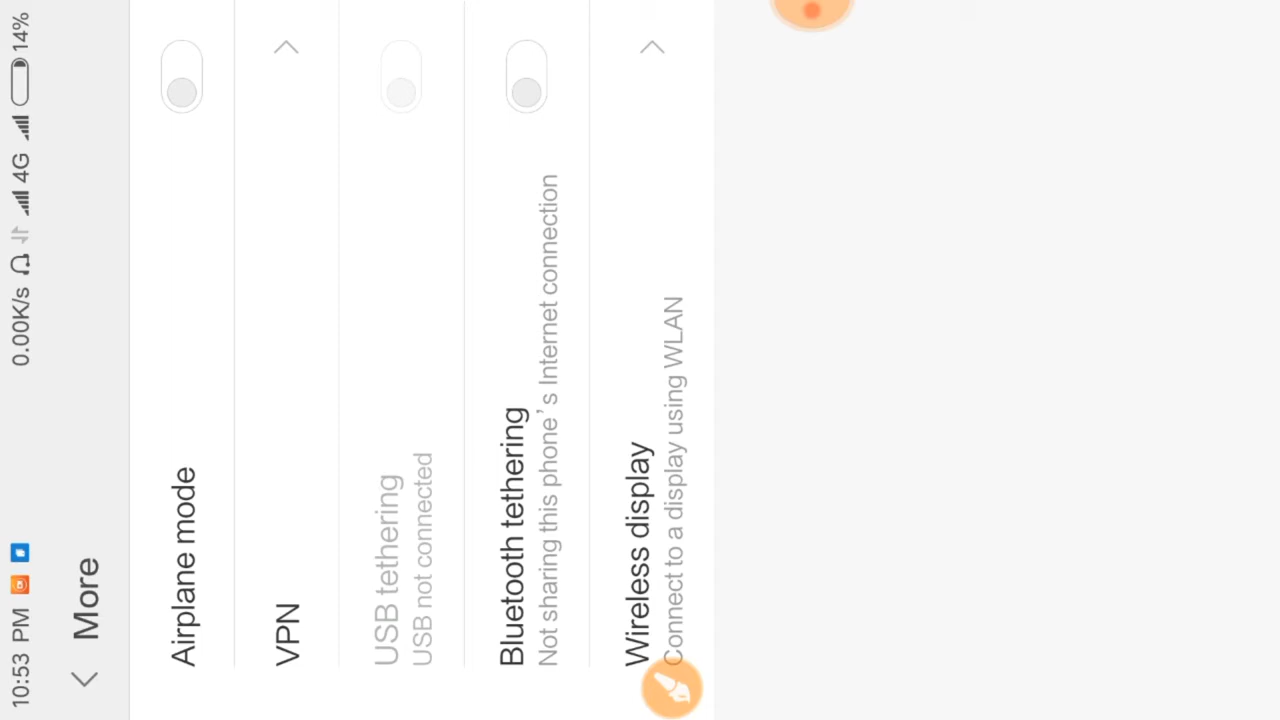 10:53 PM 0.00K/s 4G 14%
More
Airplane mode
VPN
USB tethering
USB not connected
Bluetooth tethering
Not sharing this phone's Internet connection
Wireless display
Connect to a display using WLAN